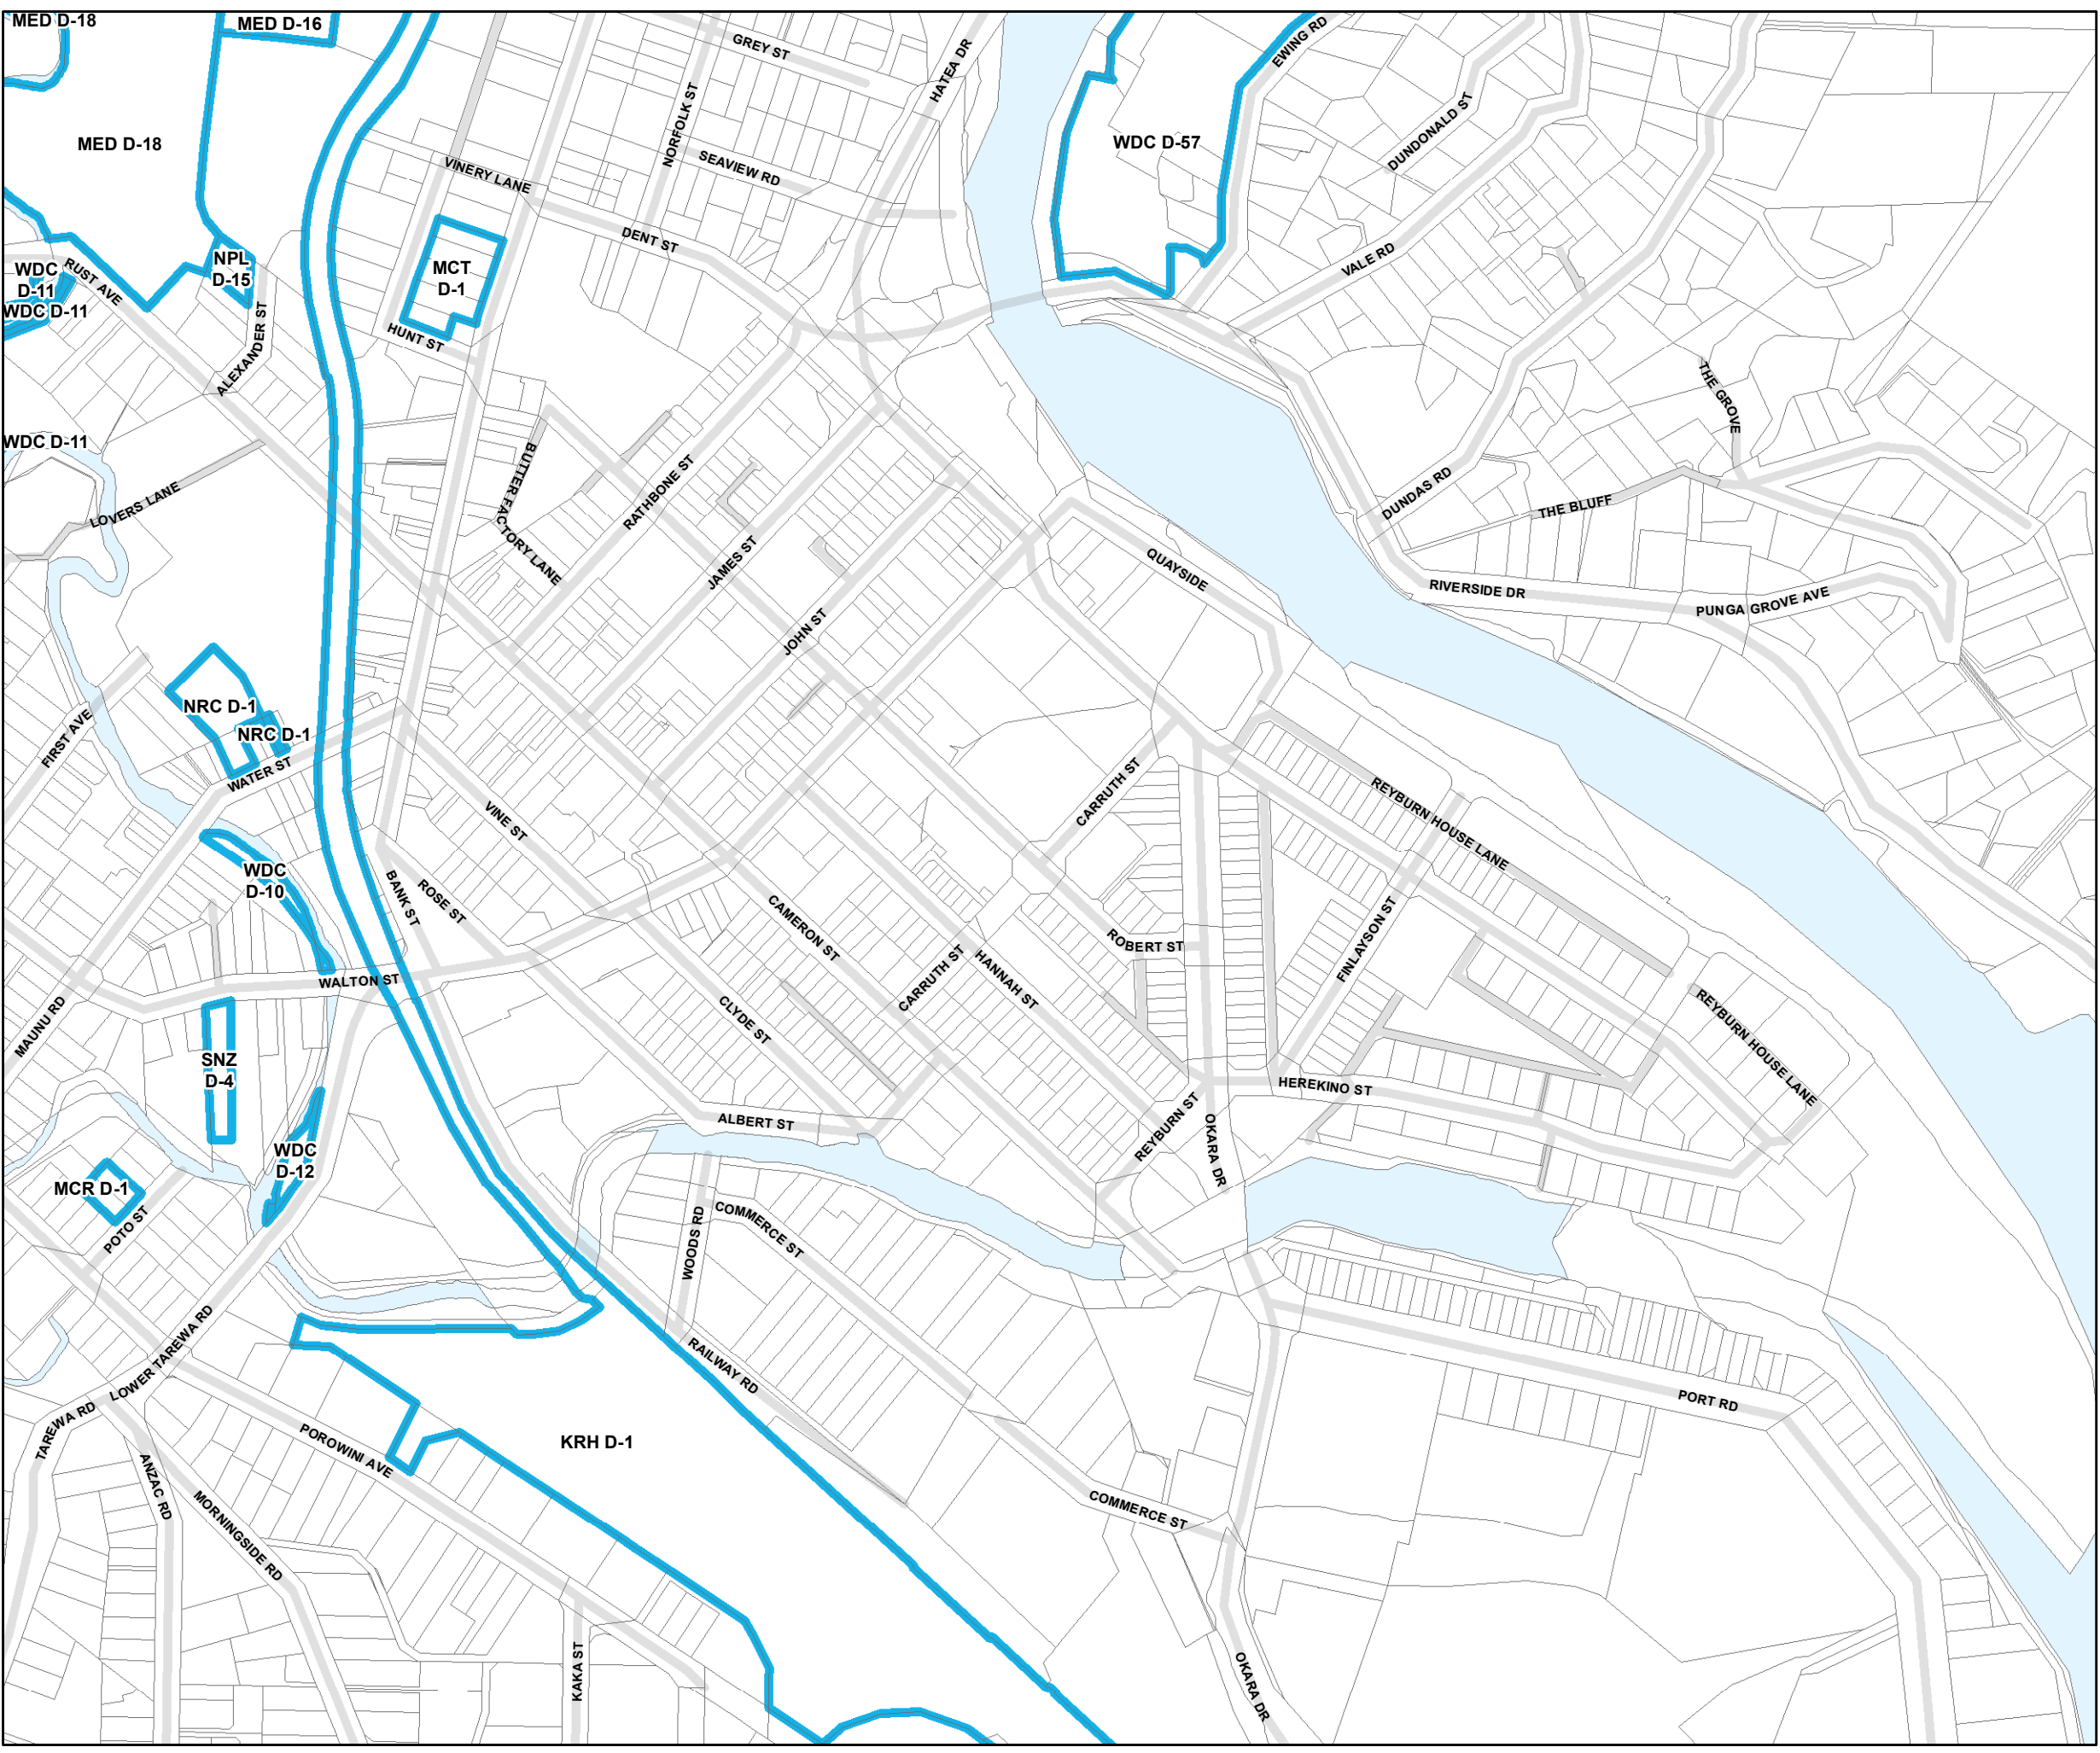 MED D-18
MED D-16
GREY ST
HATEA DR
EWING RD
MED D-18
NORFOLK ST
WDC D-57
DUNDONALD ST
VINERY LANE
SEAVIEW RD
DENT ST
VALE RD
WDC
D-11
RUST AVE
NPL
D-15
MCT
D-1
WDC D-11
ALEXANDER ST
HUNT ST
THE GROVE
WDC D-11
LOVERS LANE
BUTTER FACTORY LANE
RATHBONE ST
DUNDAS RD
THE BLUFF
JAMES ST
QUAYSIDE
RIVERSIDE DR
PUNGA GROVE AVE
JOHN ST
NRC D-1
NRC D-1
FIRST AVE
WATER ST
VINE ST
CARRUTH ST
REYBURN HOUSE LANE
WDC
D-10
BANK ST
ROSE ST
CAMERON ST
ROBERT ST
FINLAYSON ST
CARRUTH ST
HANNAH ST
WALTON ST
MAUNU RD
CLYDE ST
REYBURN HOUSE LANE
SNZ
D-4
HEREKINO ST
ALBERT ST
REYBURN ST
OKARA DR
WDC
D-12
MCR D-1
POTO ST
WOODS RD
COMMERCE ST
LOWER TAREWA RD
RAILWAY RD
PORT RD
TAREWA RD
POROWINI AVE
KRH D-1
ANZAC RD
MORNINGSIDE RD
COMMERCE ST
KAKA ST
OKARA DR